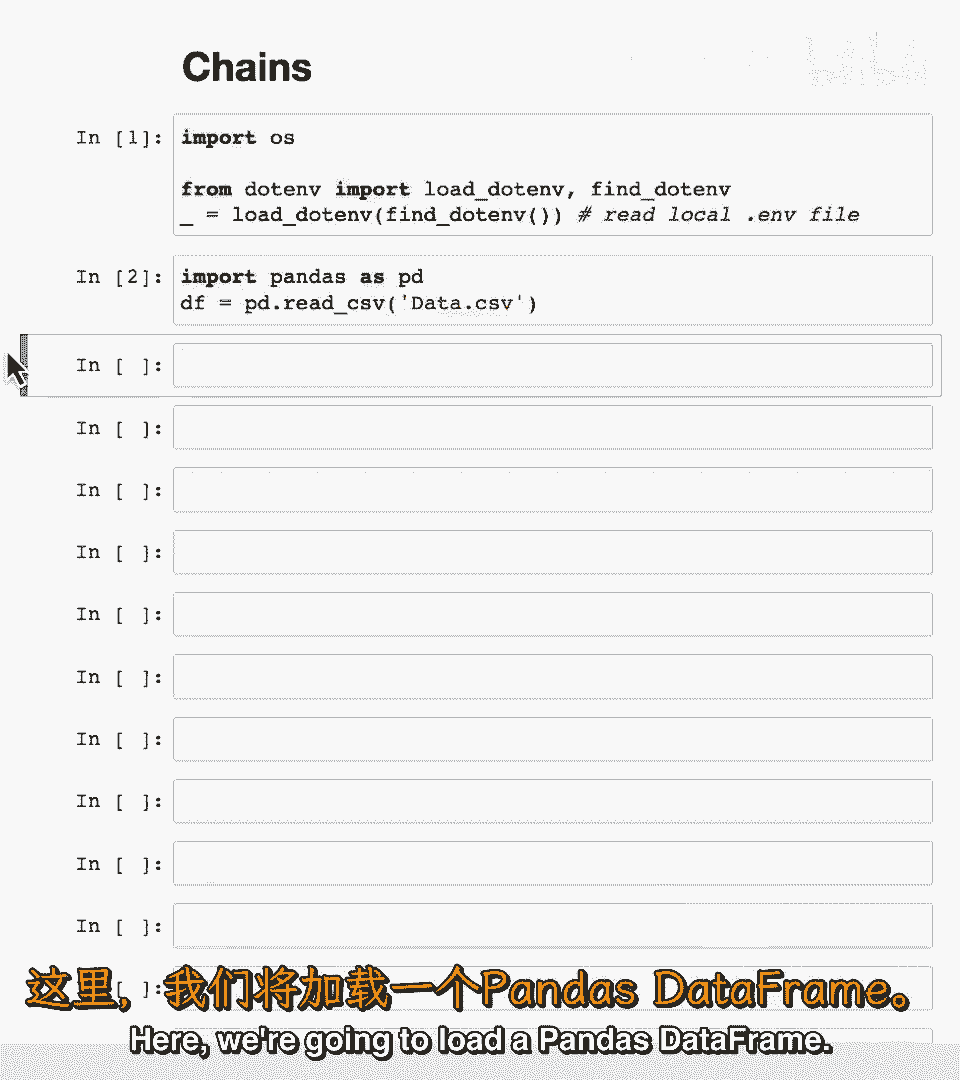 Chains
In [1]:
import os
from dotenv import load_dotenv, find_dotenv
_ = load_dotenv(find_dotenv()) # read local .env file
In [2]:
import pandas as pd
df = pd.read_csv('Data.csv')
In [ ]:
In [ ]:
In [ ]:
In [ ]:
In [ ]:
In [ ]:
In [ ]:
In [ ]:
In [ ]:
In [ ]:
[ ]:
这里，我们将加载一个Pandas DataFrame。
Here, we're going to load a Pandas DataFrame.